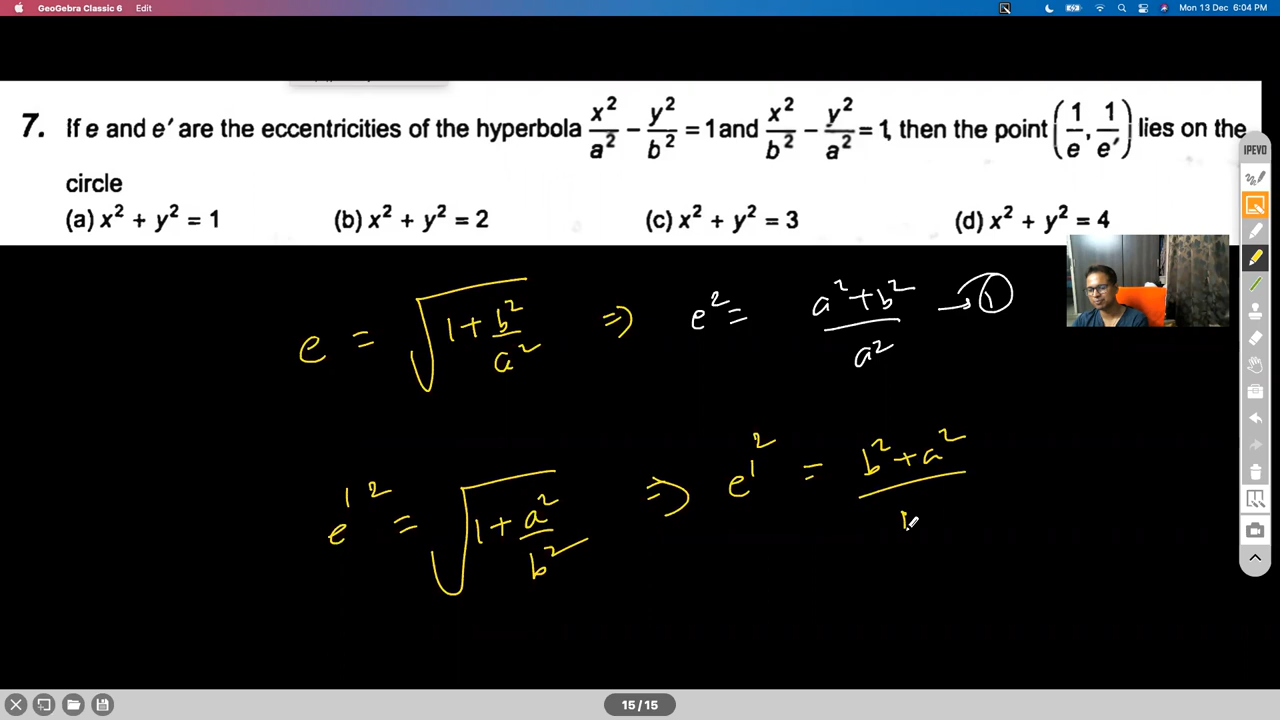 GeoGebra Classic 6 Edit Mon 13 Dec 6:04 PM
7. If e and e′ are the eccentricities of the hyperbola x²/a² − y²/b² = 1 and x²/b² − y²/a² = 1, then the point (1/e, 1/e′) lies on the
circle
(a) x² + y² = 1 (b) x² + y² = 2 (c) x² + y² = 3 (d) x² + y² = 4
IPEVO
e = √(1 + b²/a²) ⇒ e² = (a² + b²)/a² → ①
e′² = √(1 + a²/b²) ⇒ e′² = (b² + a²)/
15 / 15